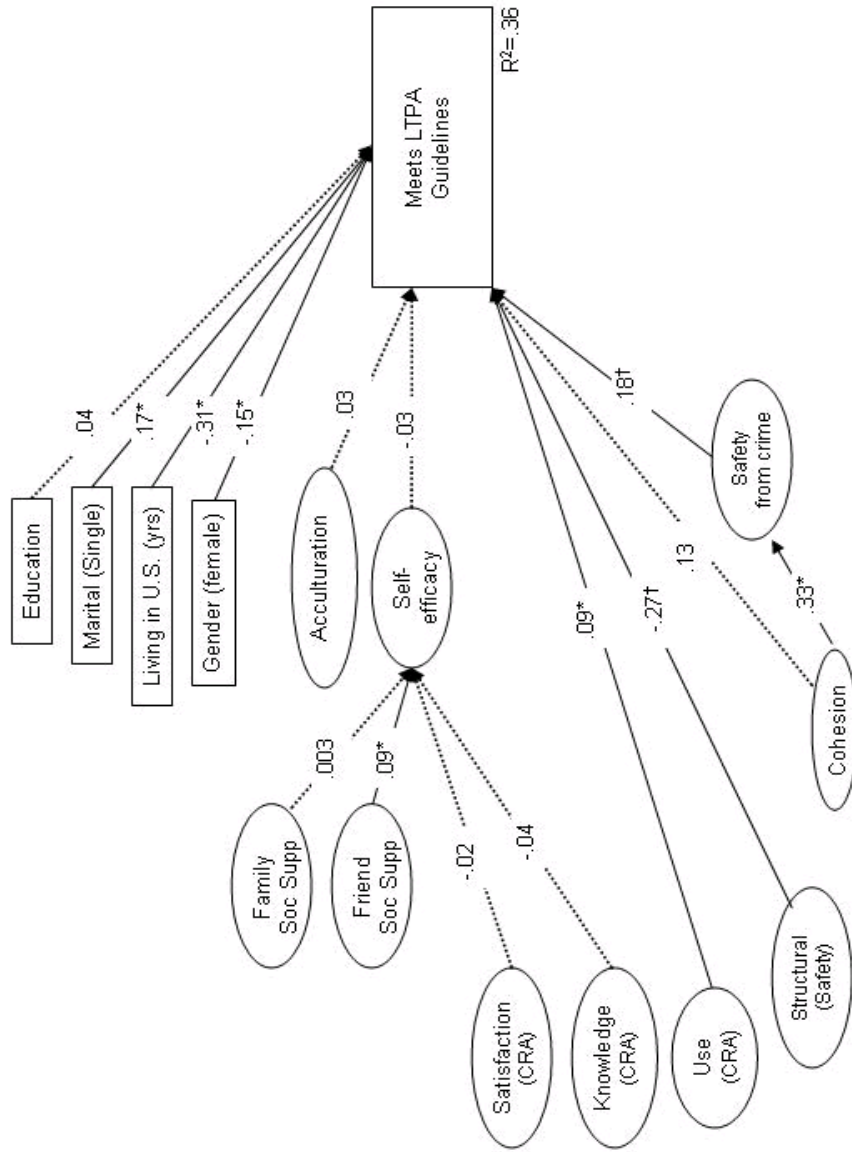 Education
Marital (Single)
Living in U.S. (yrs)
Gender (female)
.04
.17*
-.31*
-.15*
Acculturation
.03
Self-
efficacy
-.03
Meets LTPA
Guidelines
R²=.36
Family
Soc Supp
.003
Friend
Soc Supp
.09*
Satisfaction
(CRA)
-.02
Knowledge
(CRA)
-.04
Use
(CRA)
.09*
Structural
(Safety)
-.27†
Cohesion
.13
.33*
Safety
from crime
.18†